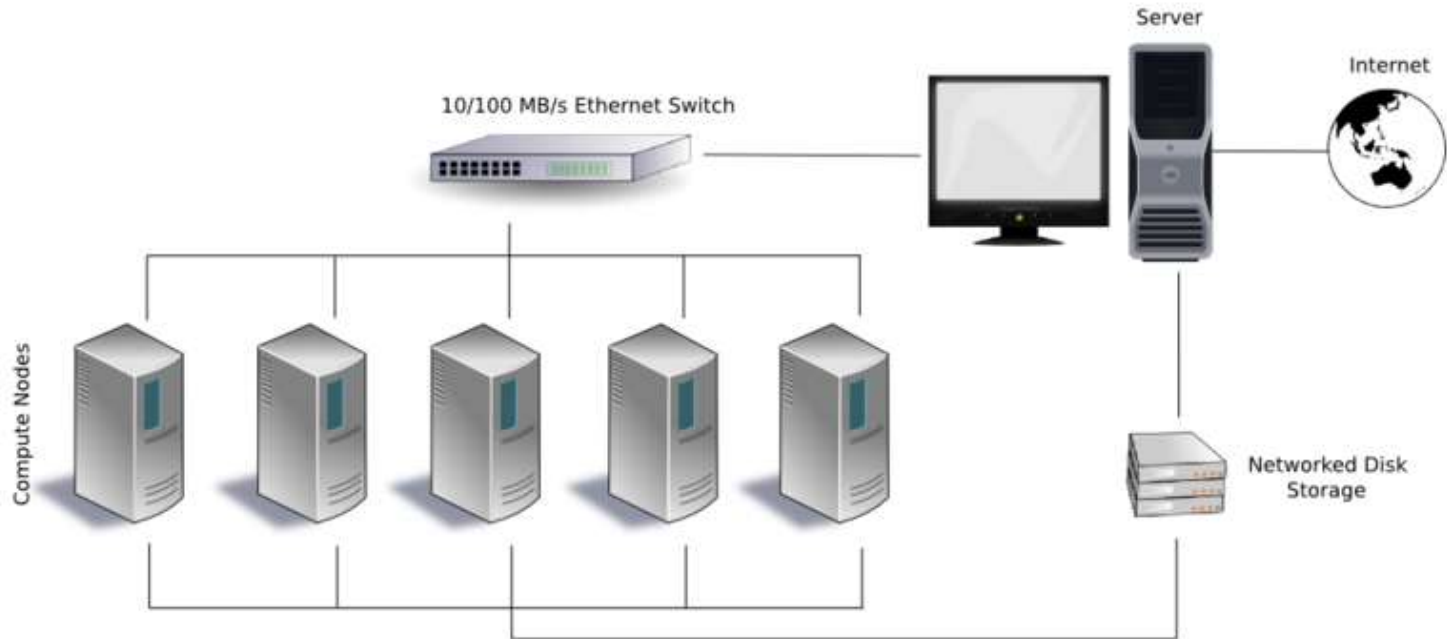 Server
Internet
10/100 MB/s Ethernet Switch
Compute Nodes
Networked Disk
Storage